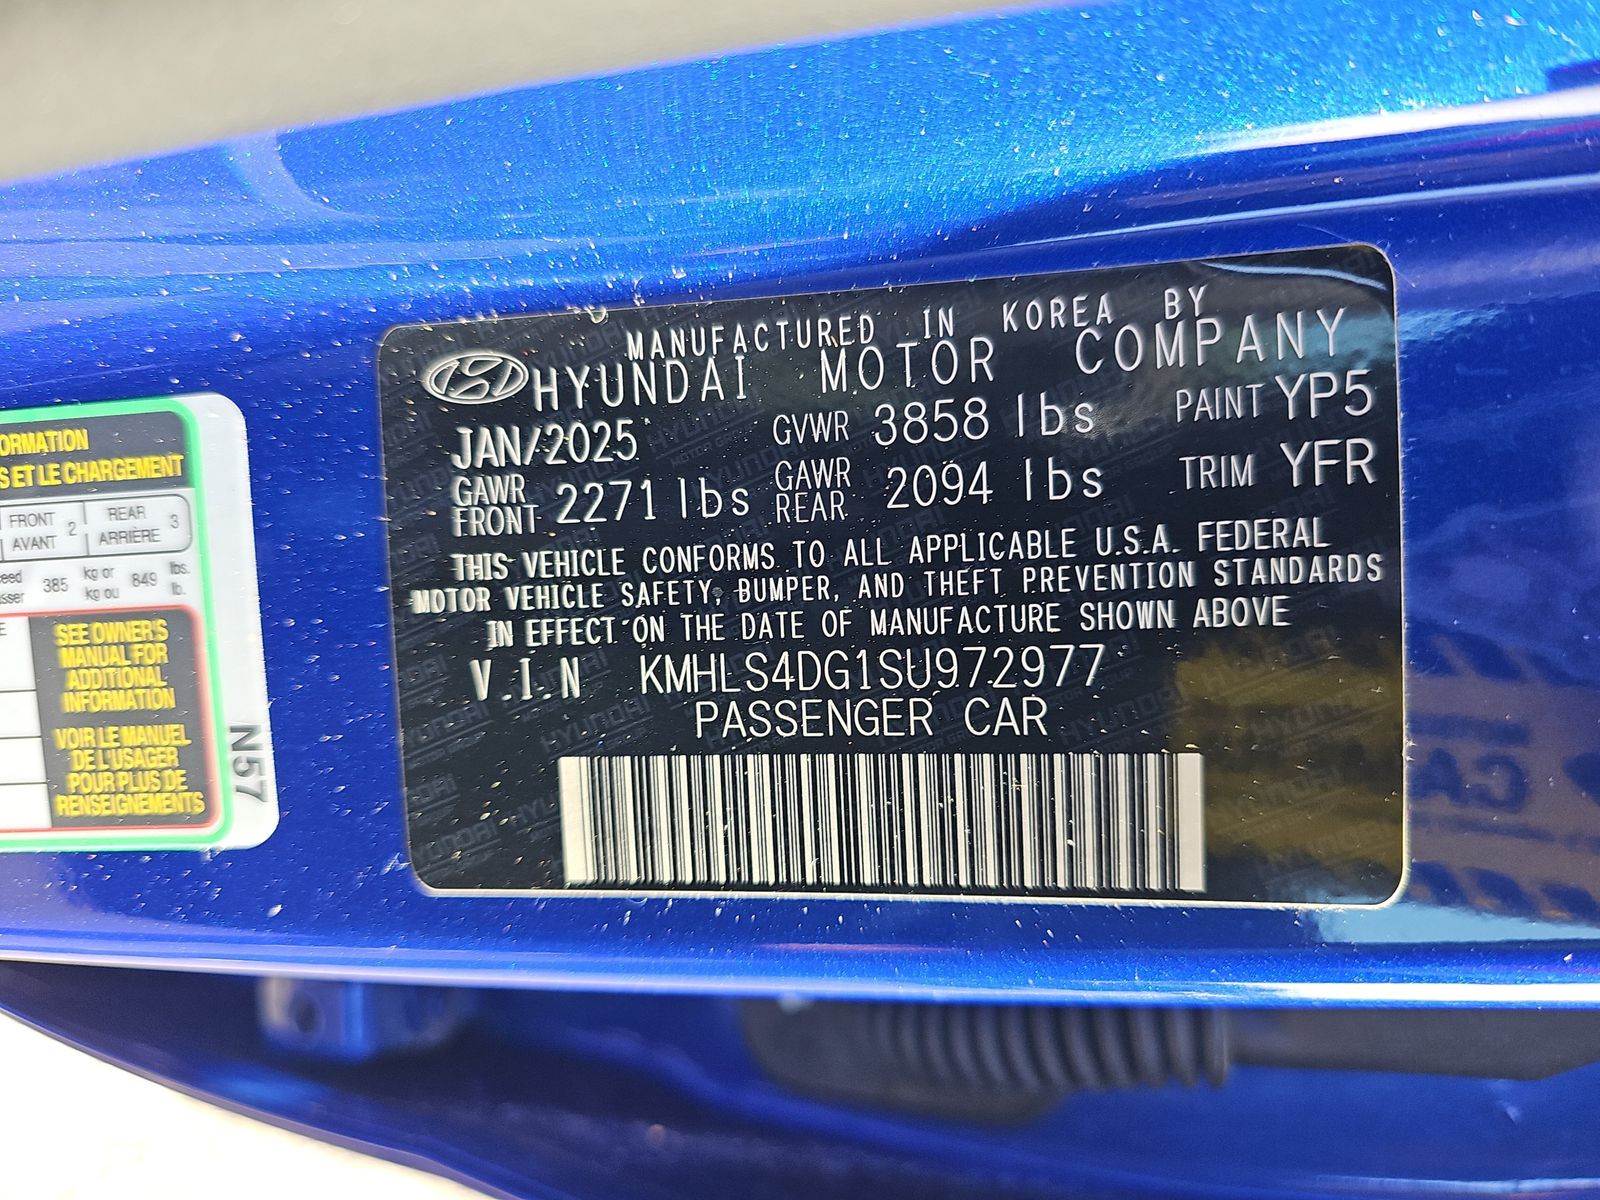 MANUFACTURED IN KOREA BY
HYUNDAI MOTOR COMPANY
JAN/2025 GVWR 3858 lbs PAINT YP5
GAWR FRONT 2271 lbs GAWR REAR 2094 lbs TRIM YFR
THIS VEHICLE CONFORMS TO ALL APPLICABLE U.S.A. FEDERAL
MOTOR VEHICLE SAFETY, BUMPER, AND THEFT PREVENTION STANDARDS
IN EFFECT ON THE DATE OF MANUFACTURE SHOWN ABOVE
V.I.N KMHLS4DG1SU972977
PASSENGER CAR
ORMATION
S ET LE CHARGEMENT
FRONT 2 REAR 3
AVANT ARRIÈRE
385 kg or 849 lbs.
kg ou lb.
SEE OWNER'S
MANUAL FOR
ADDITIONAL
INFORMATION
VOIR LE MANUEL
DE L'USAGER
POUR PLUS DE
RENSEIGNEMENTS
N57